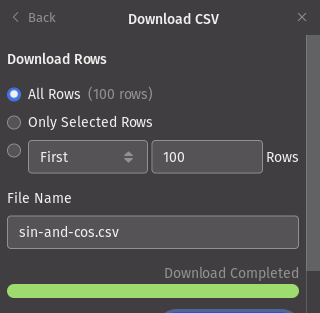 Back
Download CSV
Download Rows
All Rows (100 rows)
Only Selected Rows
First 100 Rows
File Name
sin-and-cos.csv
Download Completed